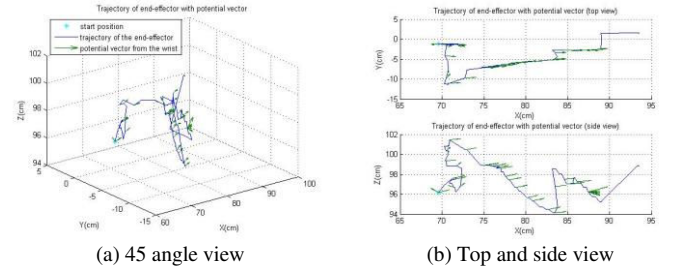 Trajectory of end-effector with potential vector
start position
trajectory of the end-effector
potential vector from the wrist
102
100
98
96
94
Z(cm)
5
0
-5
-10
-15
Y(cm)
60
70
80
90
100
X(cm)
(a) 45 angle view
Trajectory of end-effector with potential vector (top view)
5
0
-5
-10
-15
Y(cm)
65
70
75
80
85
90
95
X(cm)
Trajectory of end-effector with potential vector (side view)
102
100
98
96
94
Z(cm)
65
70
75
80
85
90
95
X(cm)
(b) Top and side view